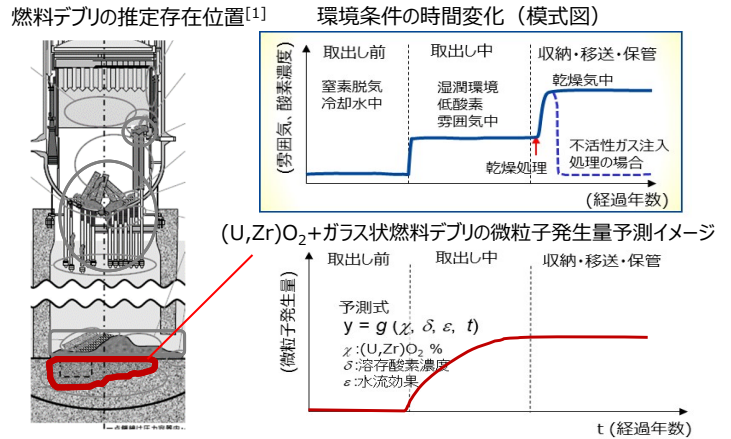 燃料デブリの推定存在位置[1]
環境条件の時間変化（模式図）
(雰囲気、酸素濃度)
取出し前
取出し中
収納・移送・保管
窒素脱気
冷却水中
湿潤環境
低酸素
雰囲気中
乾燥気中
乾燥処理
不活性ガス注入
処理の場合
(経過年数)
(U,Zr)O2+ガラス状燃料デブリの微粒子発生量予測イメージ
(微粒子発生量)
取出し前
取出し中
収納・移送・保管
予測式
y = g (χ, δ, ε, t)
χ:(U,Zr)O2 %
δ:溶存酸素濃度
ε:水流効果
t (経過年数)